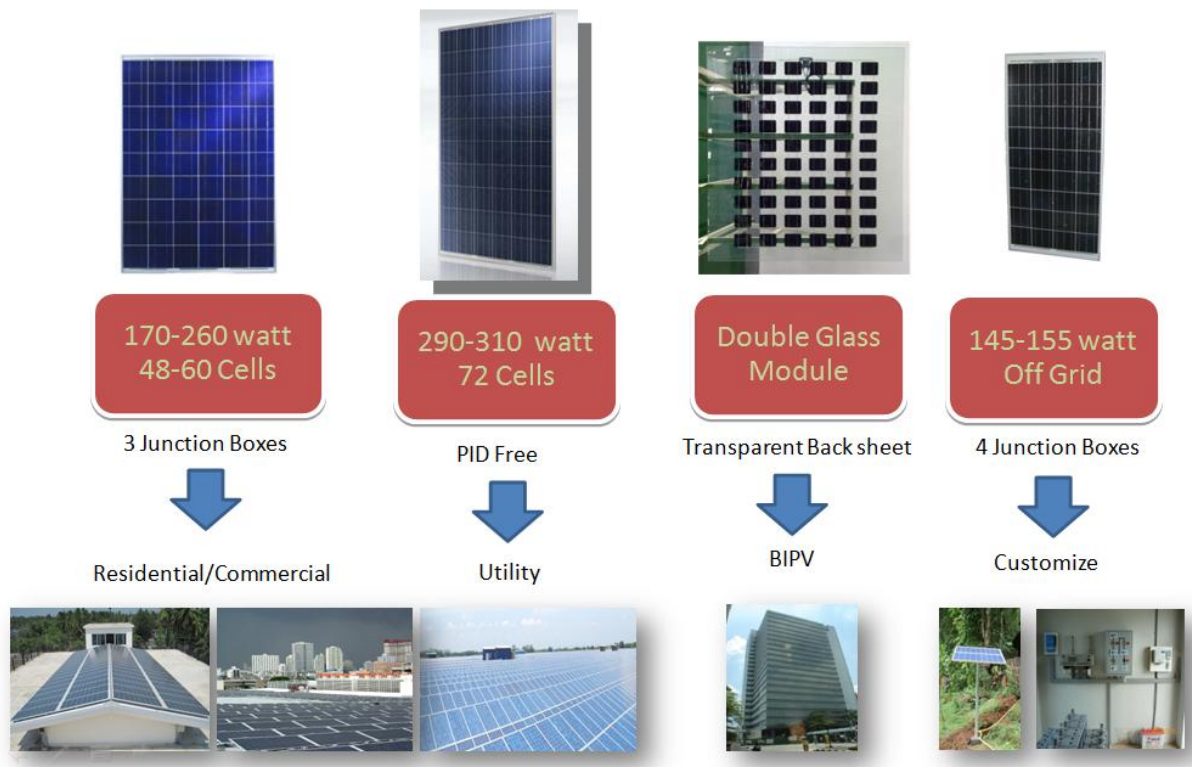 170-260 watt
48-60 Cells
290-310 watt
72 Cells
Double Glass
Module
145-155 watt
Off Grid
3 Junction Boxes
PID Free
Transparent Back sheet
4 Junction Boxes
Residential/Commercial
Utility
BIPV
Customize